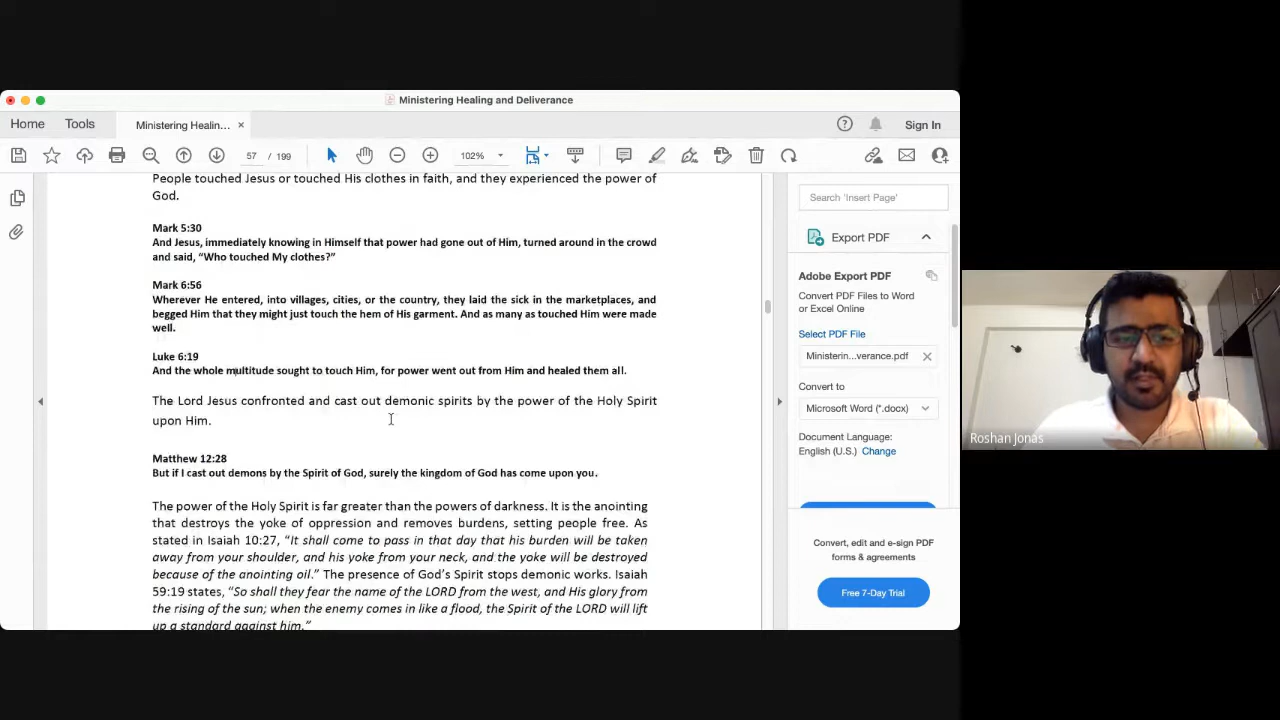 Ministering Healing and Deliverance
Home Tools Ministering Healin... × Sign In
57 / 199 102%
People touched Jesus or touched His clothes in faith, and they experienced the power of
God.
Mark 5:30
And Jesus, immediately knowing in Himself that power had gone out of Him, turned around in the crowd
and said, “Who touched My clothes?”
Mark 6:56
Wherever He entered, into villages, cities, or the country, they laid the sick in the marketplaces, and
begged Him that they might just touch the hem of His garment. And as many as touched Him were made
well.
Luke 6:19
And the whole multitude sought to touch Him, for power went out from Him and healed them all.
The Lord Jesus confronted and cast out demonic spirits by the power of the Holy Spirit
upon Him.
Matthew 12:28
But if I cast out demons by the Spirit of God, surely the kingdom of God has come upon you.
The power of the Holy Spirit is far greater than the powers of darkness. It is the anointing
that destroys the yoke of oppression and removes burdens, setting people free. As
stated in Isaiah 10:27, “It shall come to pass in that day that his burden will be taken
away from your shoulder, and his yoke from your neck, and the yoke will be destroyed
because of the anointing oil.” The presence of God’s Spirit stops demonic works. Isaiah
59:19 states, “So shall they fear the name of the LORD from the west, and His glory from
the rising of the sun; when the enemy comes in like a flood, the Spirit of the LORD will lift
up a standard against him.”
Search 'Insert Page'
Export PDF
Adobe Export PDF
Convert PDF Files to Word
or Excel Online
Select PDF File
Ministerin...verance.pdf
Convert to
Microsoft Word (*.docx)
Document Language:
English (U.S.) Change
Convert, edit and e-sign PDF
forms & agreements
Free 7-Day Trial
Roshan Jonas